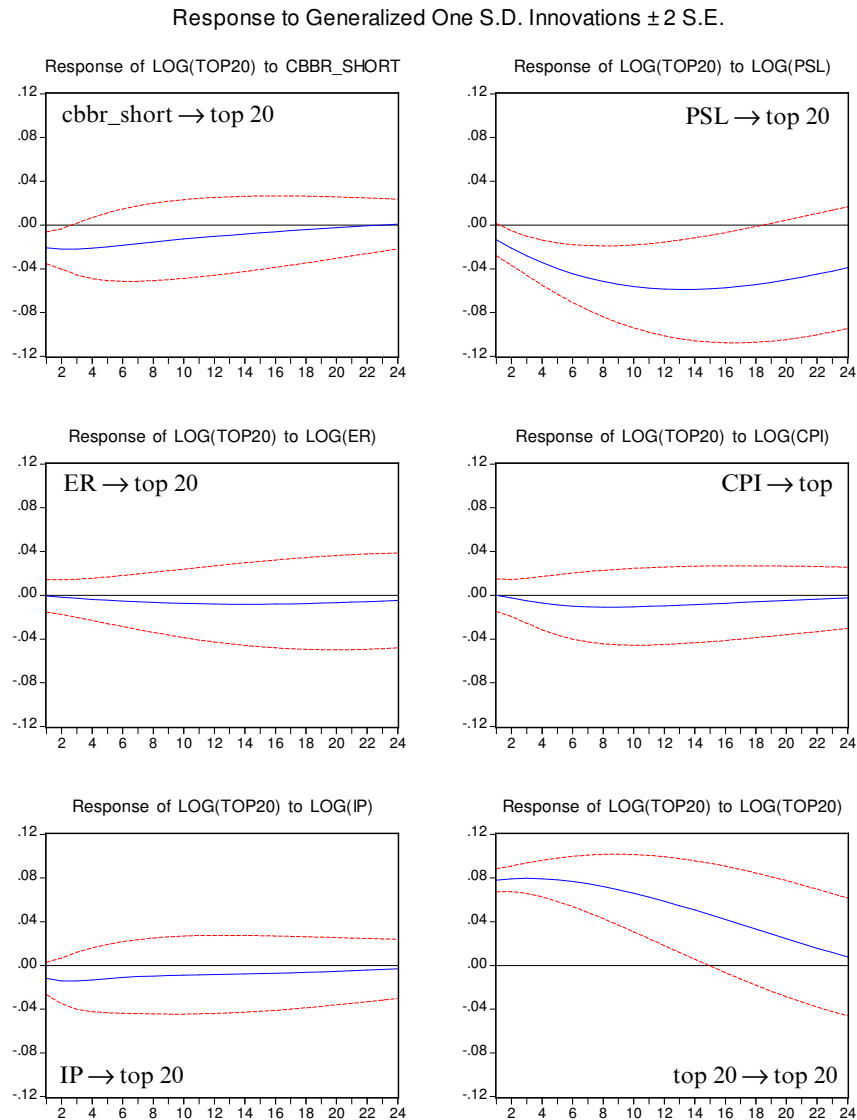 Response to Generalized One S.D. Innovations ± 2 S.E.
Response of LOG(TOP20) to CBBR_SHORT
.12
.08
.04
.00
-.04
-.08
-.12
cbbr_short → top 20
2 4 6 8 10 12 14 16 18 20 22 24
Response of LOG(TOP20) to LOG(PSL)
.12
.08
.04
.00
-.04
-.08
-.12
PSL → top 20
2 4 6 8 10 12 14 16 18 20 22 24
Response of LOG(TOP20) to LOG(ER)
.12
.08
.04
.00
-.04
-.08
-.12
ER → top 20
2 4 6 8 10 12 14 16 18 20 22 24
Response of LOG(TOP20) to LOG(CPI)
.12
.08
.04
.00
-.04
-.08
-.12
CPI → top
2 4 6 8 10 12 14 16 18 20 22 24
Response of LOG(TOP20) to LOG(IP)
.12
.08
.04
.00
-.04
-.08
-.12
IP → top 20
2 4 6 8 10 12 14 16 18 20 22 24
Response of LOG(TOP20) to LOG(TOP20)
.12
.08
.04
.00
-.04
-.08
-.12
top 20 → top 20
2 4 6 8 10 12 14 16 18 20 22 24